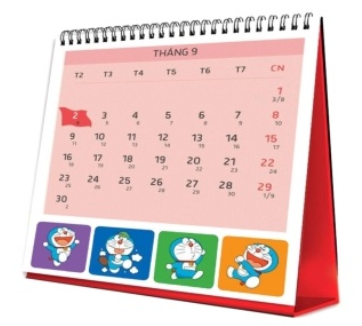 THÁNG 9
T2 T3 T4 T5 T6 T7 CN
1
3/8
2 3 4 5 6 7 8
4 5 6 7 8 9 10
9 10 11 12 13 14 15
11 12 13 14 15 16 17
16 17 18 19 20 21 22
18 19 20 21 22 23 24
23 24 25 26 27 28 29
25 26 27 28 29 30 1/9
30
2